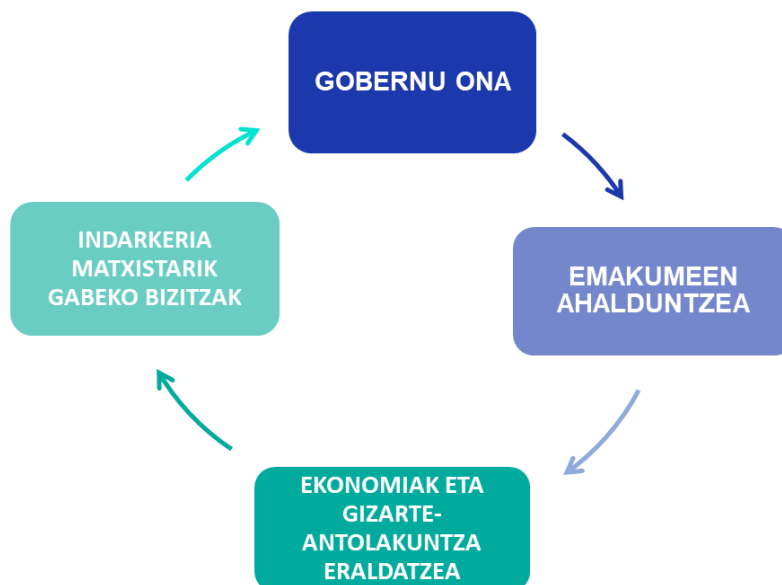 GOBERNU ONA
EMAKUMEEN
AHALDUNTZEA
EKONOMIAK ETA
GIZARTE-
ANTOLAKUNTZA
ERALDATZEA
INDARKERIA
MATXISTARIK
GABEKO BIZITZAK